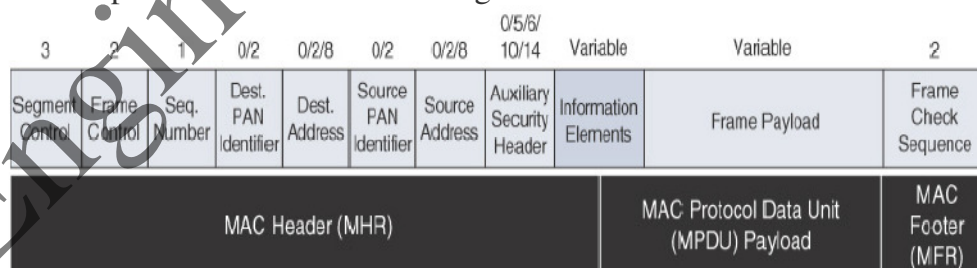 0/5/6/
3 2 1 0/2 0/2/8 0/2 0/2/8 10/14 Variable Variable 2
Segment Control
Frame Control
Seq. Number
Dest. PAN Identifier
Dest. Address
Source PAN Identifier
Source Address
Auxiliary Security Header
Information Elements
Frame Payload
Frame Check Sequence
MAC Header (MHR)
MAC Protocol Data Unit
(MPDU) Payload
MAC
Footer
(MFR)